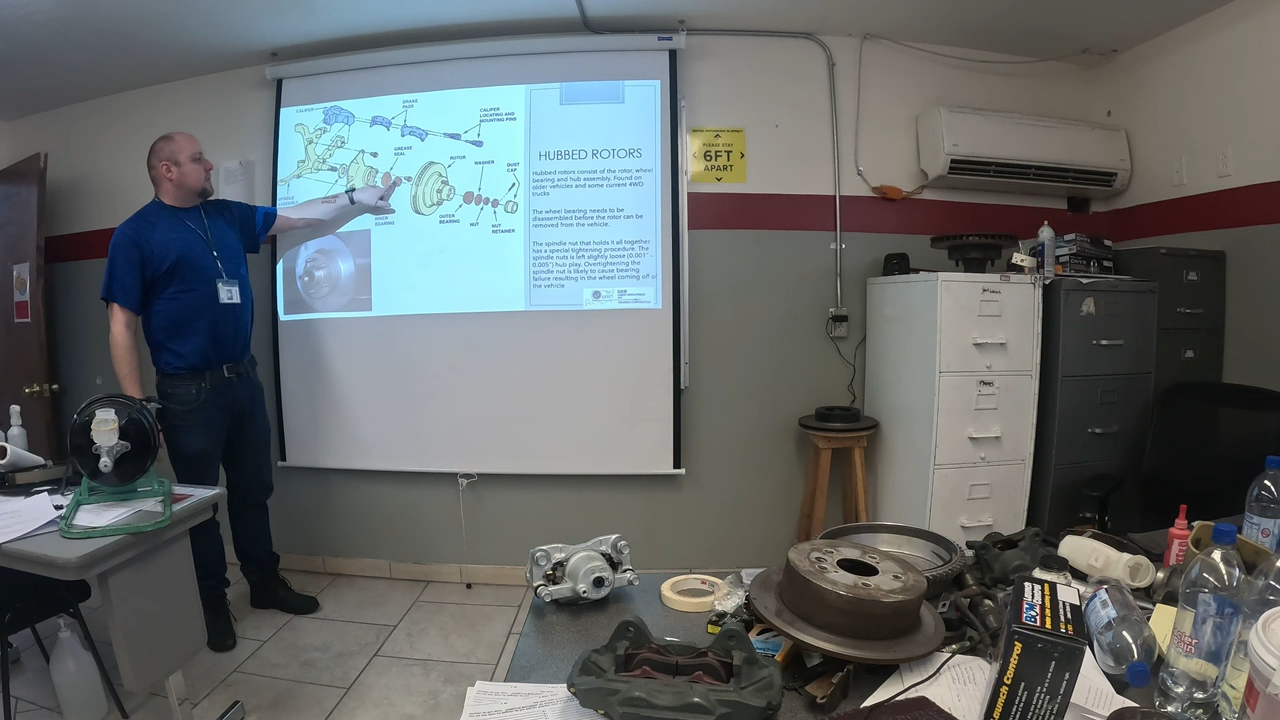 CALIPER
BRAKE
PADS
CALIPER
LOCATING AND
MOUNTING PINS
GREASE
SEAL
ROTOR
WASHER
DUST
CAP
INNER
BEARING
OUTER
BEARING
NUT
NUT
RETAINER
HUBBED ROTORS
Hubbed rotors consist of the rotor, wheel
bearing and hub assembly. Found on
older vehicles and some current 4WD
trucks
The wheel bearing needs to be
disassembled before the rotor can be
removed from the vehicle.
The spindle nut that holds it all together
has a special tightening procedure. The
spindle nuts is left slightly loose (0.001" -
0.005") hub play. Overtightening the
spindle nut is likely to cause bearing
failure resulting in the wheel coming off of
the vehicle
PLEASE STAY
6FT
APART
B&M
Launch Control